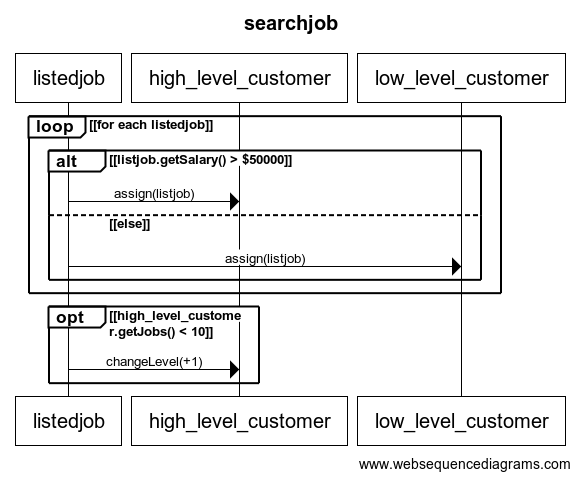 searchjob
listedjob
high_level_customer
low_level_customer
loop
[[for each listedjob]]
alt
[[listjob.getSalary() > $50000]]
assign(listjob)
[[else]]
assign(listjob)
opt
[[high_level_custome
r.getJobs() < 10]]
changeLevel(+1)
listedjob
high_level_customer
low_level_customer
www.websequencediagrams.com